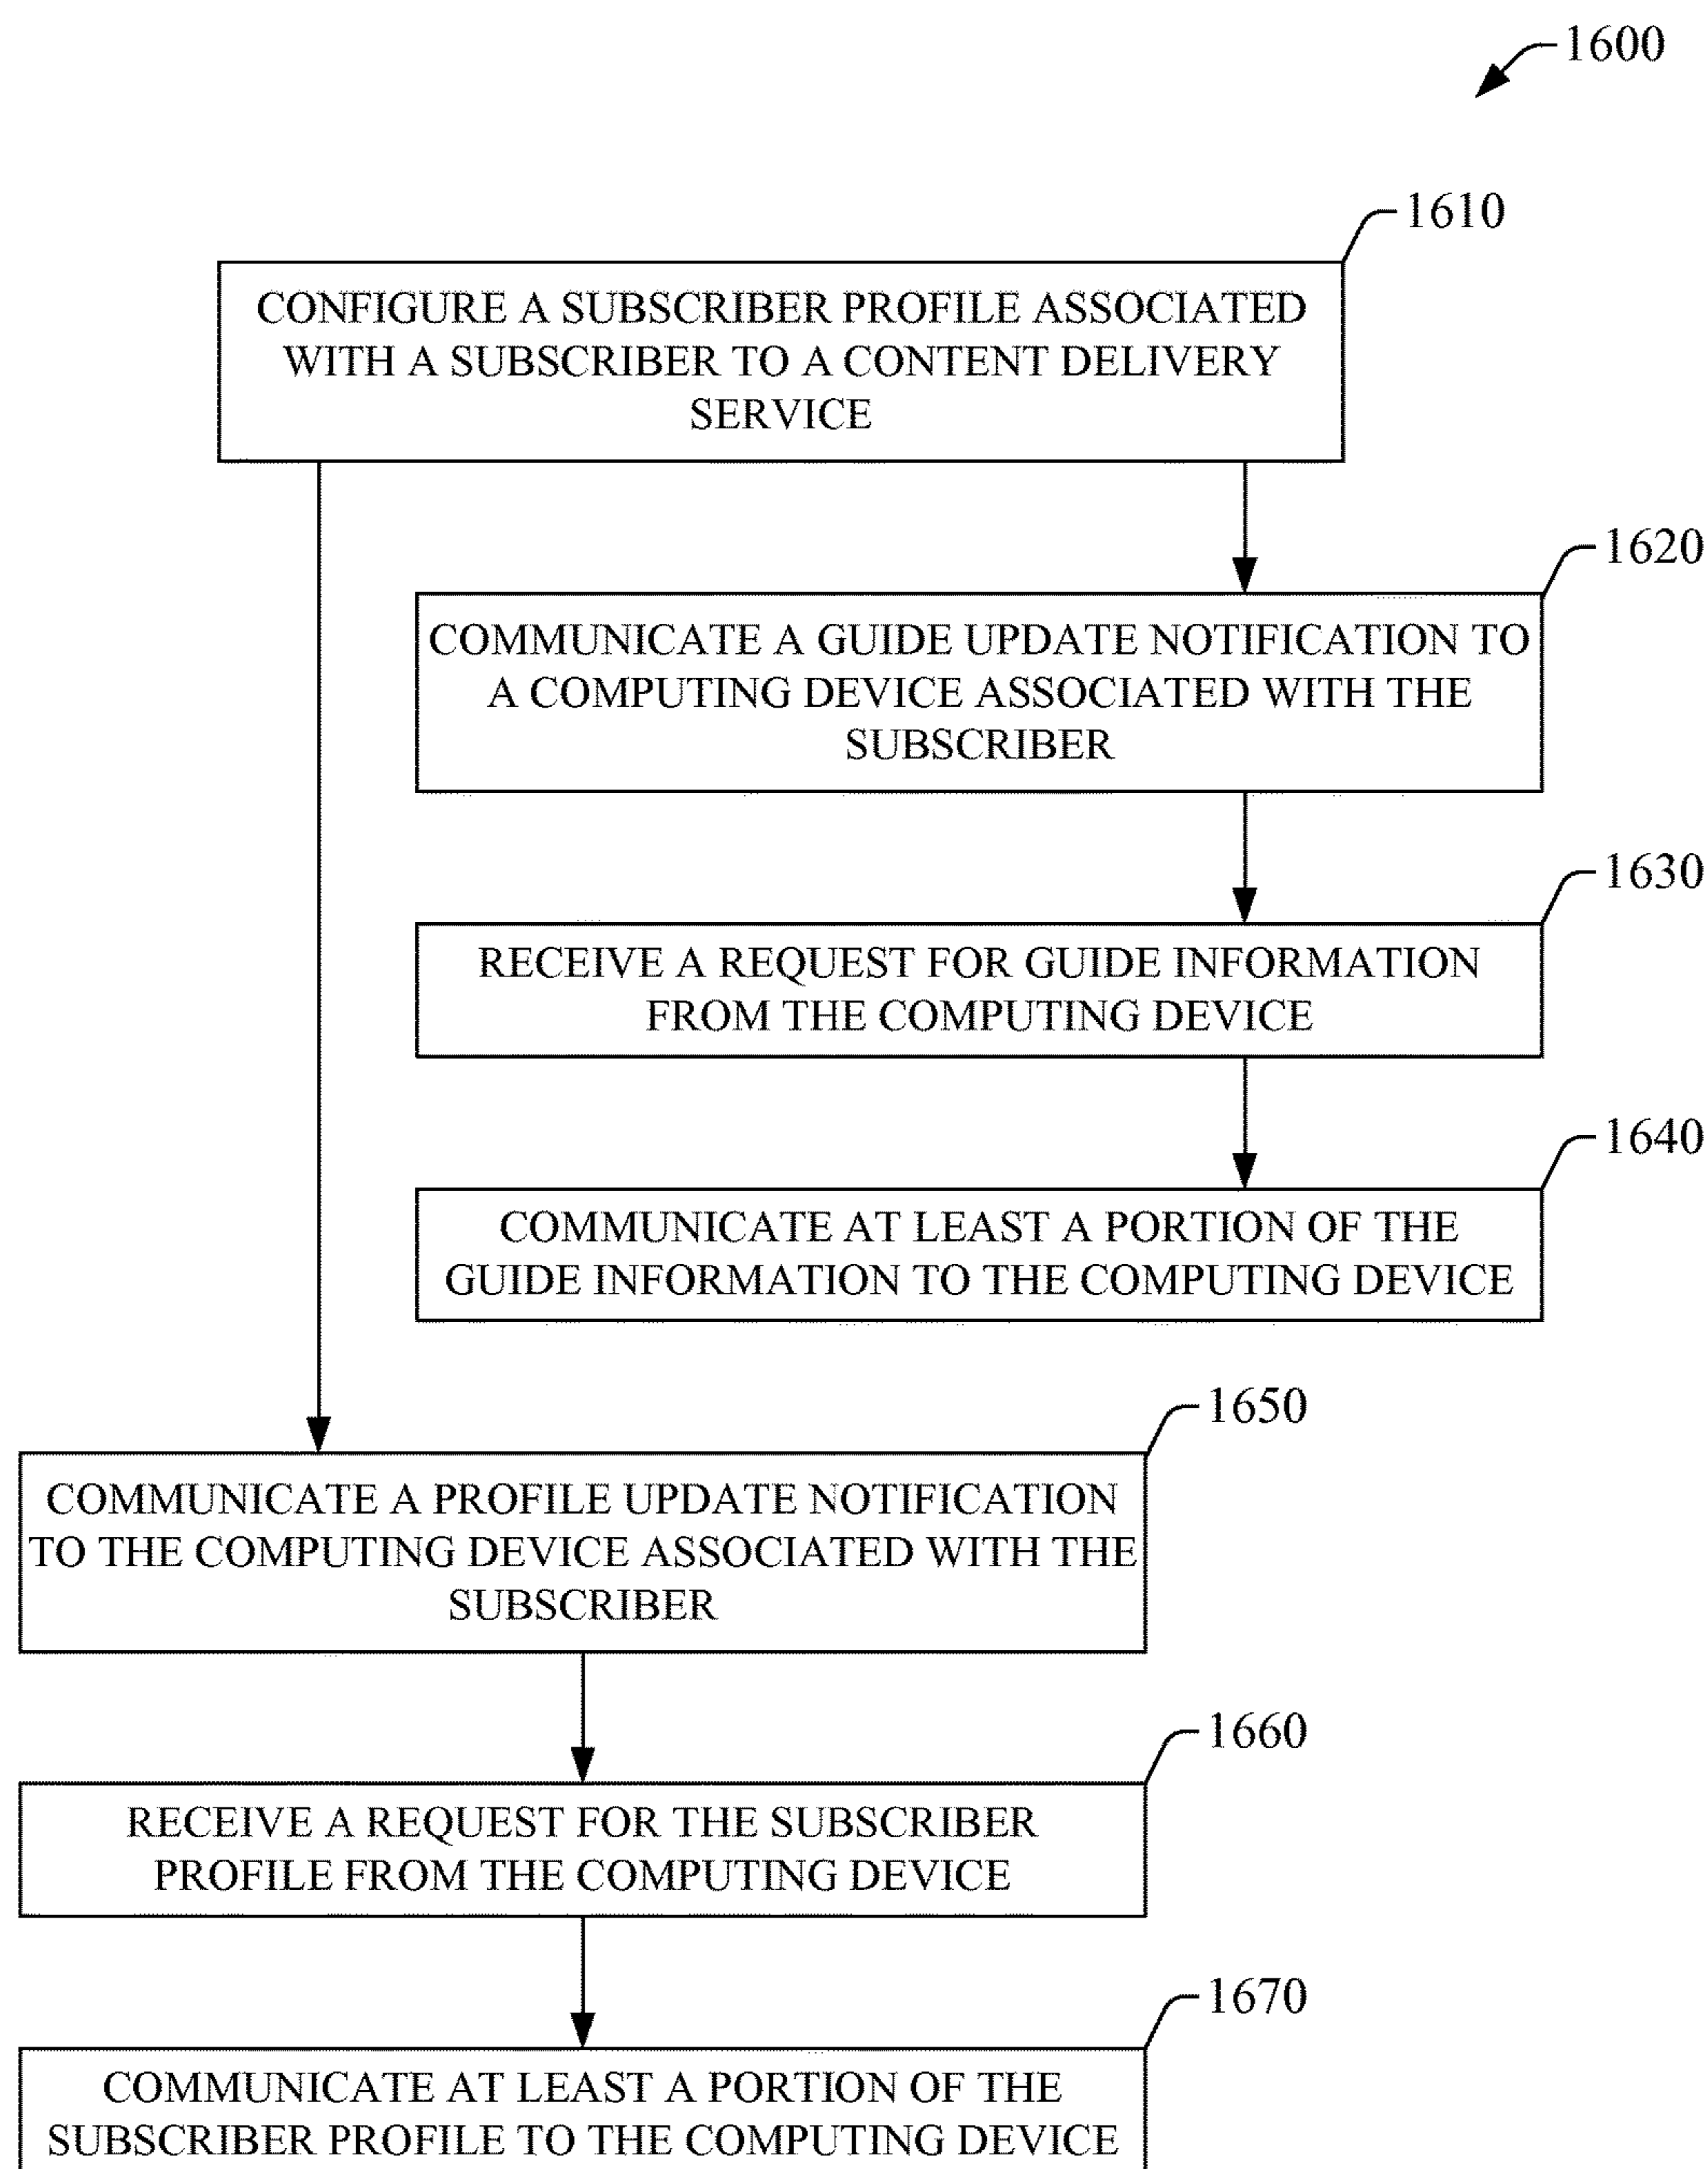 1600
1610
CONFIGURE A SUBSCRIBER PROFILE ASSOCIATED
WITH A SUBSCRIBER TO A CONTENT DELIVERY
SERVICE
1620
COMMUNICATE A GUIDE UPDATE NOTIFICATION TO
A COMPUTING DEVICE ASSOCIATED WITH THE
SUBSCRIBER
1630
RECEIVE A REQUEST FOR GUIDE INFORMATION
FROM THE COMPUTING DEVICE
1640
COMMUNICATE AT LEAST A PORTION OF THE
GUIDE INFORMATION TO THE COMPUTING DEVICE
1650
COMMUNICATE A PROFILE UPDATE NOTIFICATION
TO THE COMPUTING DEVICE ASSOCIATED WITH THE
SUBSCRIBER
1660
RECEIVE A REQUEST FOR THE SUBSCRIBER
PROFILE FROM THE COMPUTING DEVICE
1670
COMMUNICATE AT LEAST A PORTION OF THE
SUBSCRIBER PROFILE TO THE COMPUTING DEVICE